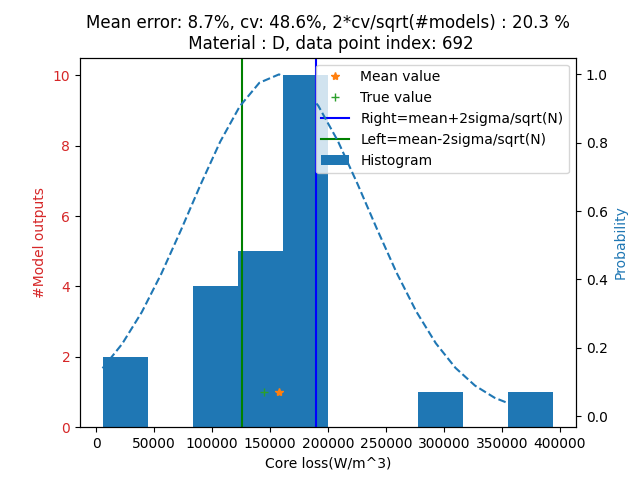 Mean error: 8.7%, cv: 48.6%, 2*cv/sqrt(#models) : 20.3 %
Material : D, data point index: 692
#Model outputs
10
8
6
4
2
0
Mean value
True value
Right=mean+2sigma/sqrt(N)
Left=mean-2sigma/sqrt(N)
Histogram
1.0
0.8
0.6
0.4
0.2
0.0
Probability
0 50000 100000 150000 200000 250000 300000 350000 400000
Core loss(W/m^3)